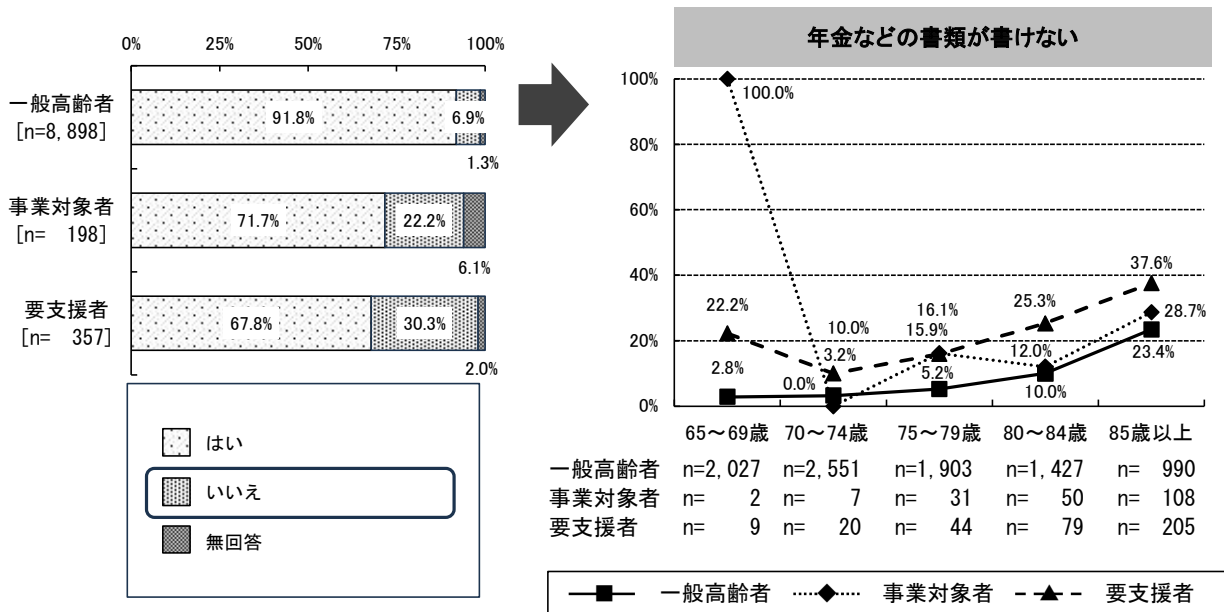 0% 25% 50% 75% 100%
一般高齢者
[n=8,898]
91.8% 6.9%
1.3%
事業対象者
[n= 198]
71.7% 22.2%
6.1%
要支援者
[n= 357]
67.8% 30.3%
2.0%
はい
いいえ
無回答
年金などの書類が書けない
100%
80%
60%
40%
20%
0%
100.0%
22.2%
2.8%
10.0%
3.2%
0.0%
16.1%
15.9%
5.2%
25.3%
12.0%
10.0%
37.6%
28.7%
23.4%
65～69歳 70～74歳 75～79歳 80～84歳 85歳以上
一般高齢者 n=2,027 n=2,551 n=1,903 n=1,427 n= 990
事業対象者 n= 2 n= 7 n= 31 n= 50 n= 108
要支援者 n= 9 n= 20 n= 44 n= 79 n= 205
一般高齢者 事業対象者 要支援者